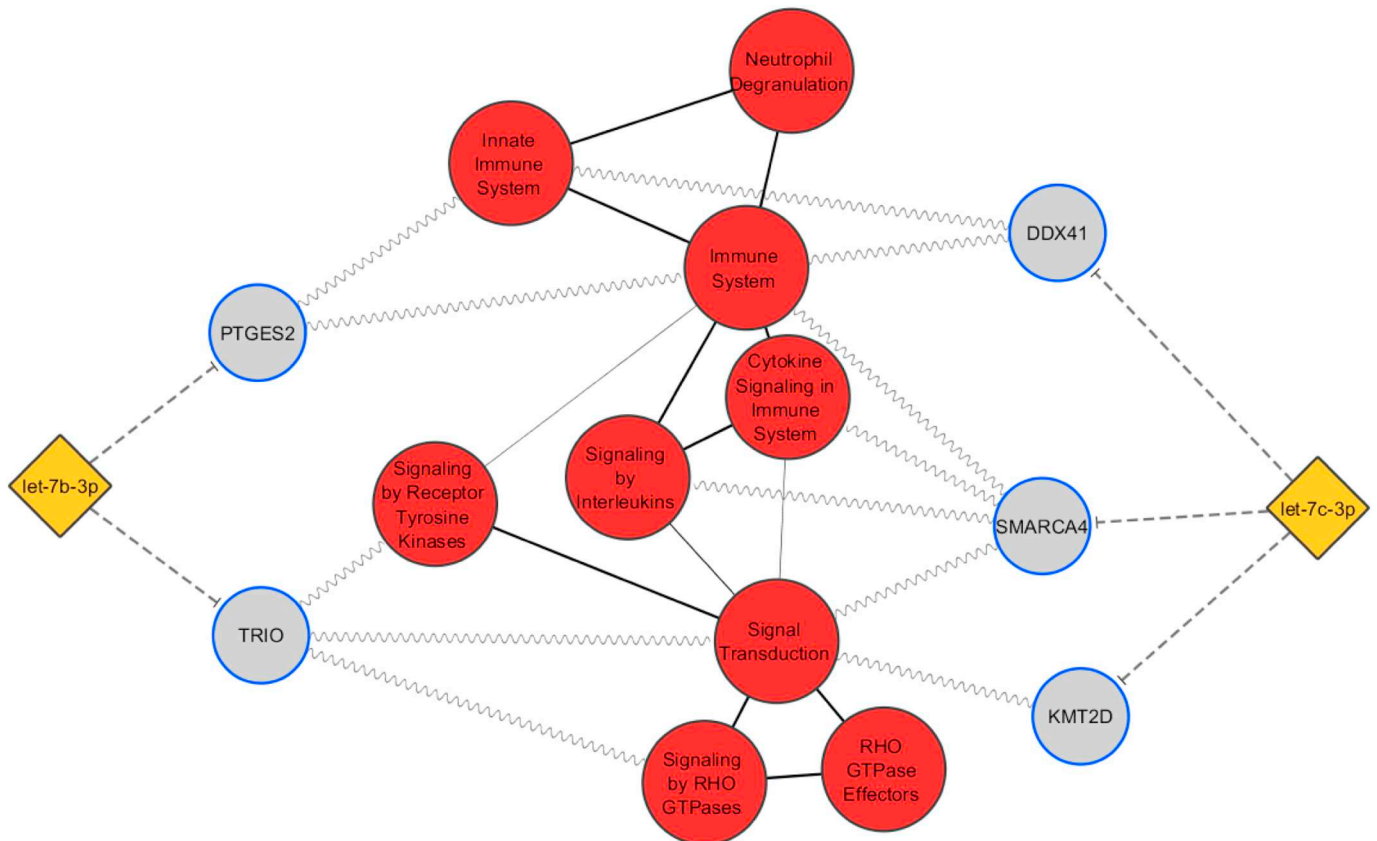 Neutrophil
Degranulation
Innate
Immune
System
DDX41
Immune
System
PTGES2
Cytokine
Signaling in
Immune
System
Signaling
by Receptor
Tyrosine
Kinases
Signaling
by
Interleukins
let-7b-3p
let-7c-3p
SMARCA4
TRIO
Signal
Transduction
KMT2D
Signaling
by RHO
GTPases
RHO
GTPase
Effectors